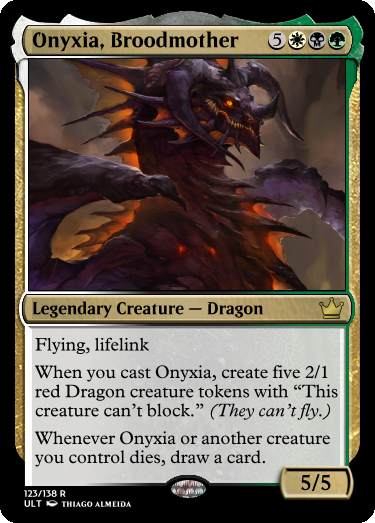 Onyxia, Broodmother 5
Legendary Creature — Dragon
Flying, lifelink
When you cast Onyxia, create five 2/1
red Dragon creature tokens with “This
creature can’t block.” (They can’t fly.)
Whenever Onyxia or another creature
you control dies, draw a card.
5/5
123/138 R
ULT THIAGO ALMEIDA